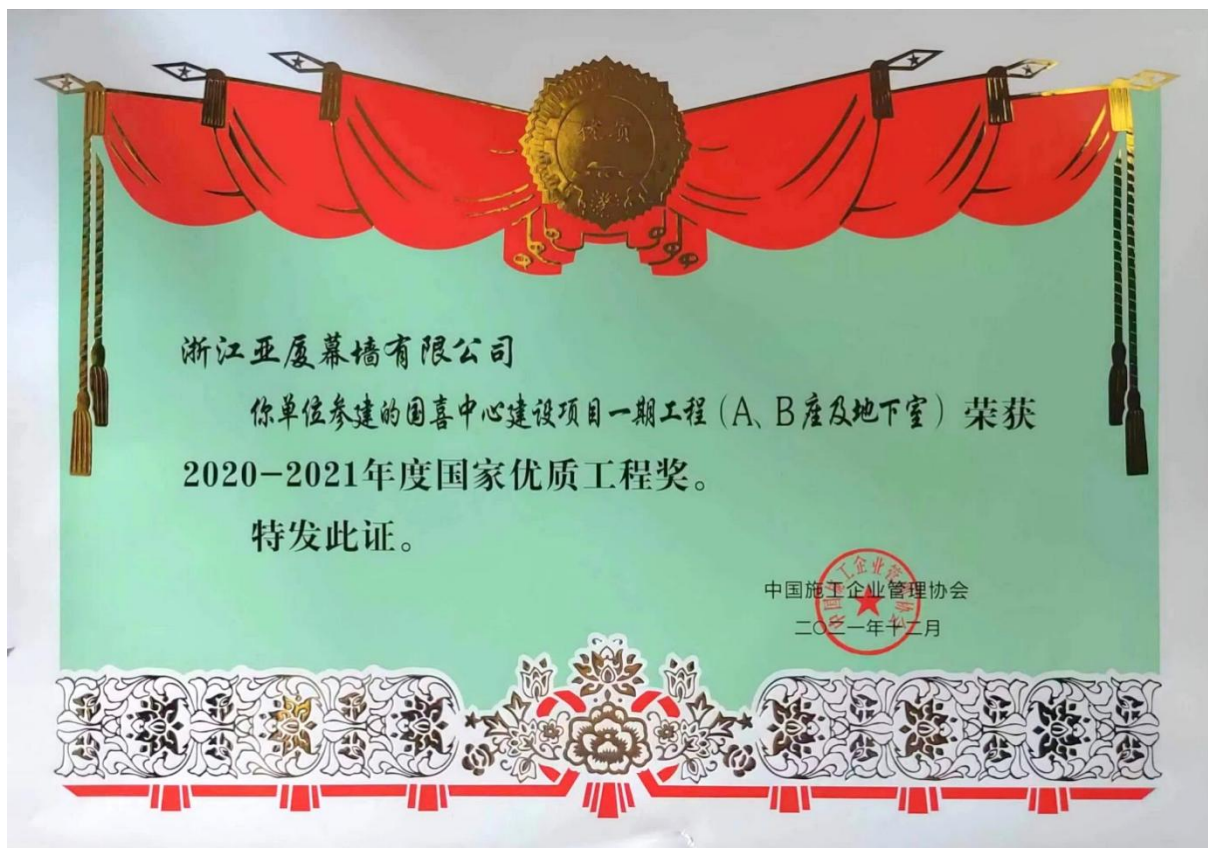 浙江亚厦幕墙有限公司
你单位参建的国喜中心建设项目一期工程（A、B座及地下室）荣获
2020-2021年度国家优质工程奖。
特发此证。
中国施工企业管理协会
二〇二一年十二月